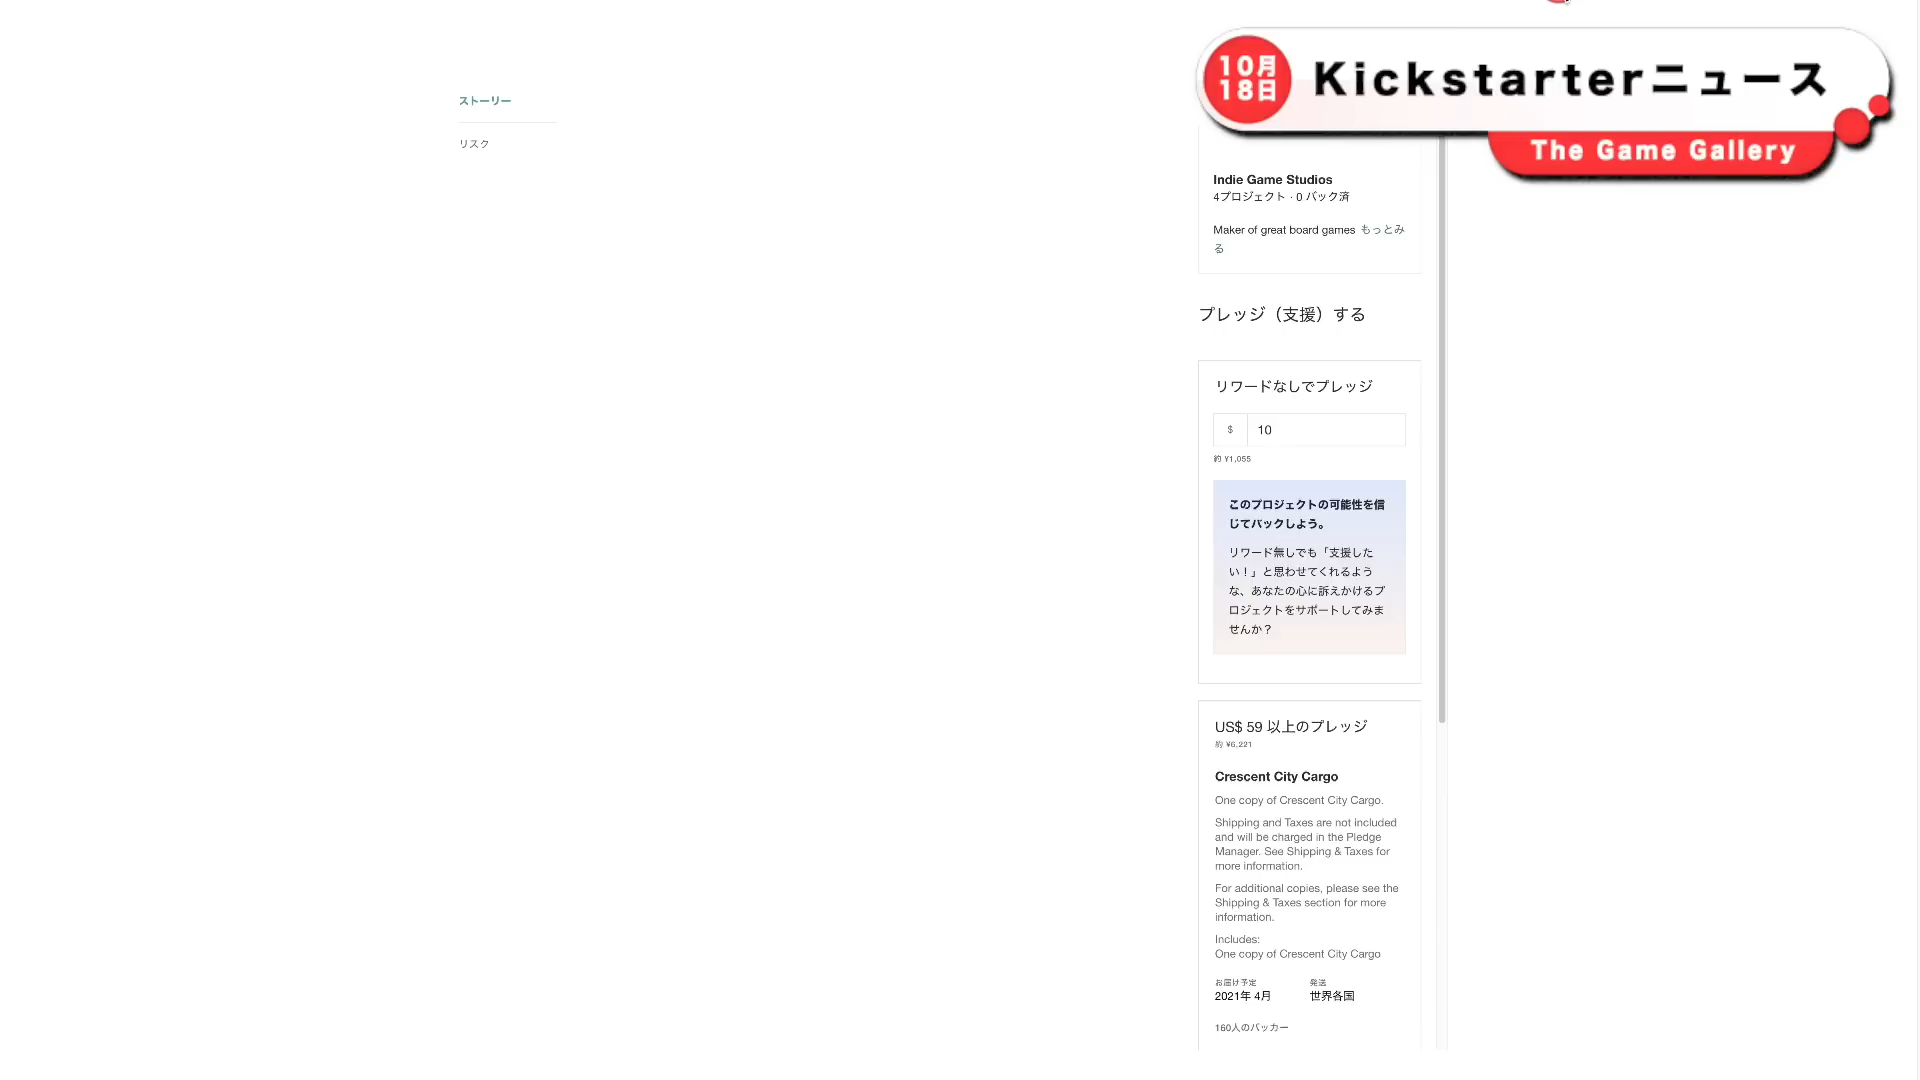 10月
18日
Kickstarterニュース
The Game Gallery
ストーリー
リスク
Indie Game Studios
4プロジェクト · 0 バック済
Maker of great board games もっとみ
る
プレッジ（支援）する
リワードなしでプレッジ
$ 10
約 ¥1,055
このプロジェクトの可能性を信
じてバックしよう。
リワード無しでも「支援した
い！」と思わせてくれるよう
な、あなたの心に訴えかけるプ
ロジェクトをサポートしてみま
せんか？
US$ 59 以上のプレッジ
約 ¥6,221
Crescent City Cargo
One copy of Crescent City Cargo.
Shipping and Taxes are not included
and will be charged in the Pledge
Manager. See Shipping & Taxes for
more information.
For additional copies, please see the
Shipping & Taxes section for more
information.
Includes:
One copy of Crescent City Cargo
お届け予定 発送
2021年 4月 世界各国
160人のバッカー